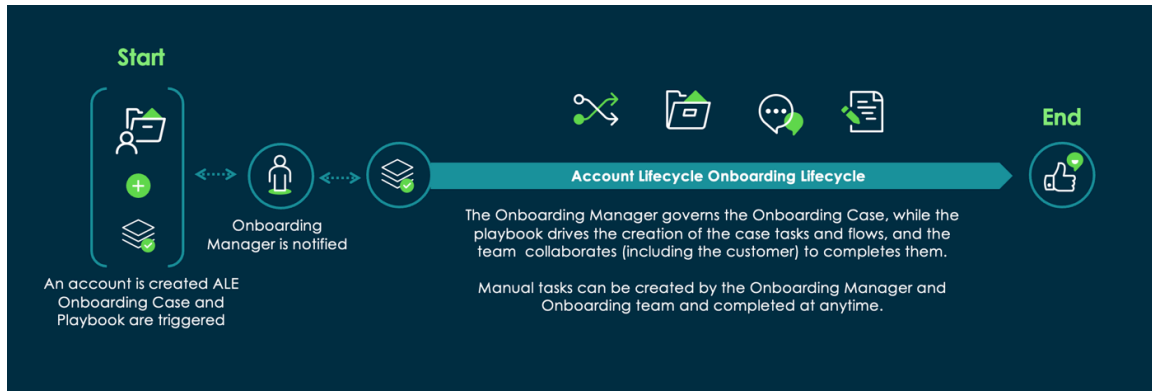 Start
An account is created ALE
Onboarding Case and
Playbook are triggered
Onboarding
Manager is notified
Account Lifecycle Onboarding Lifecycle
The Onboarding Manager governs the Onboarding Case, while the
playbook drives the creation of the case tasks and flows, and the
team collaborates (including the customer) to completes them.
Manual tasks can be created by the Onboarding Manager and
Onboarding team and completed at anytime.
End